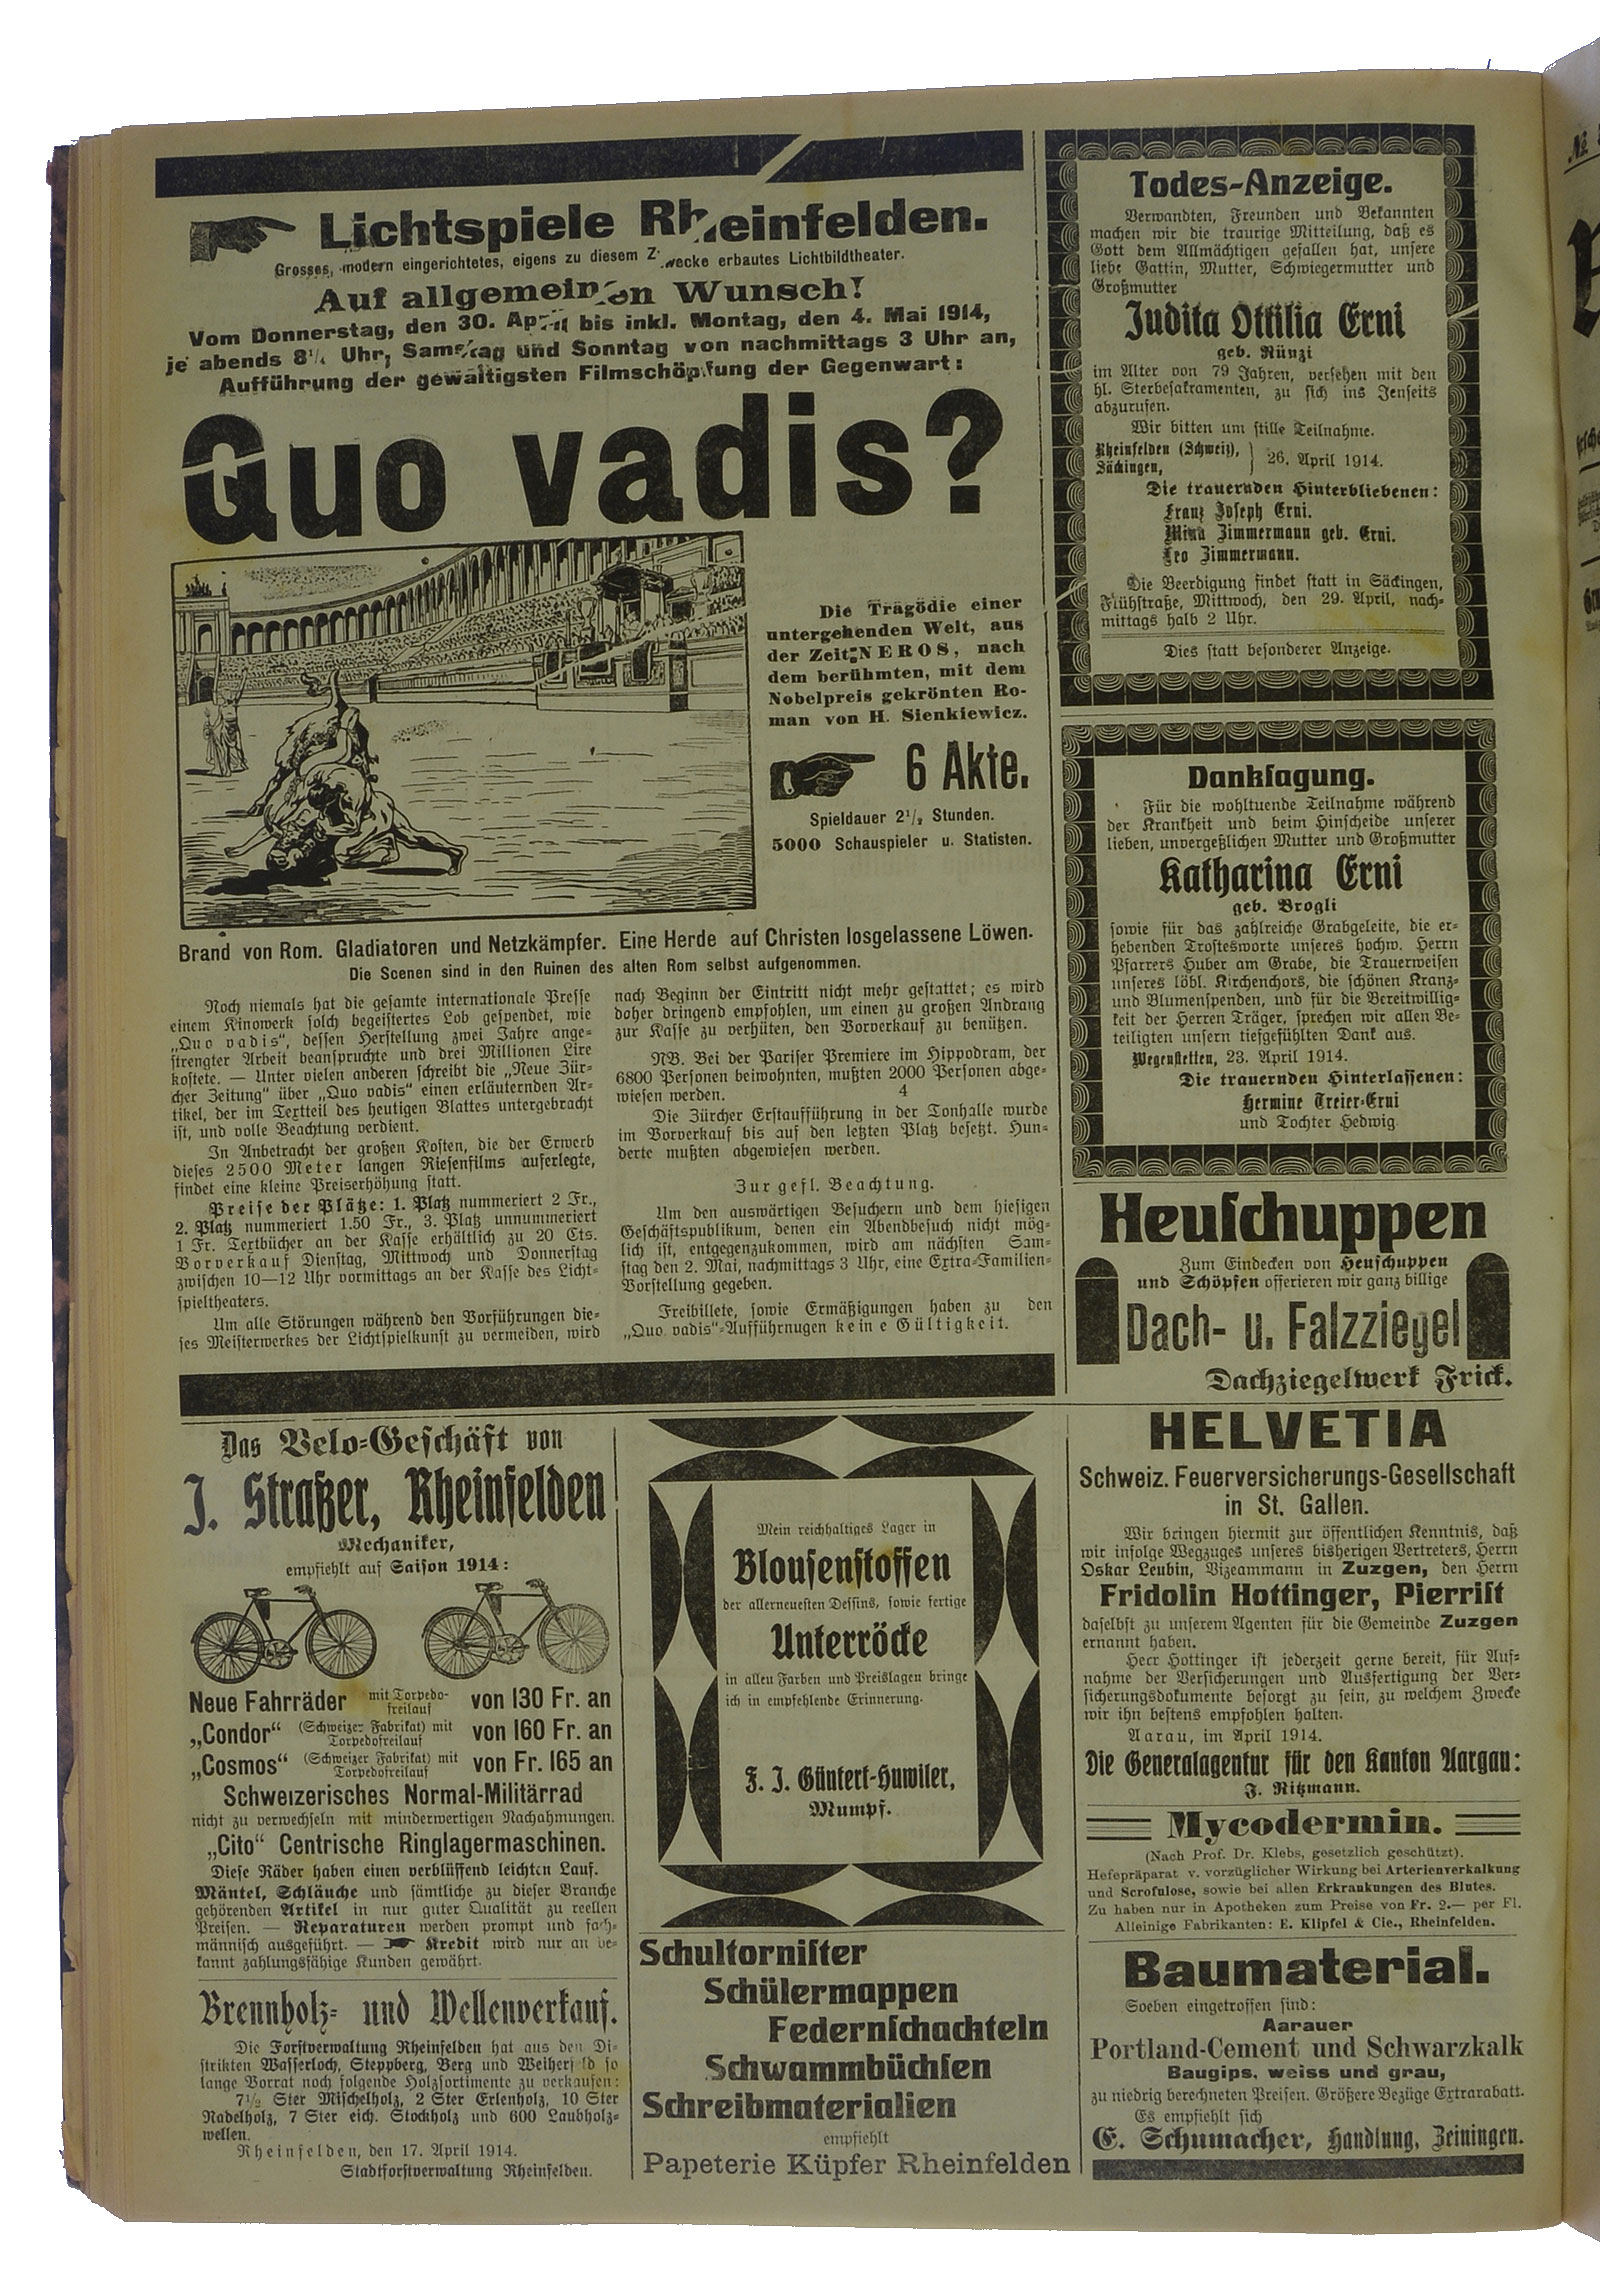 Lichtspiele Rheinfelden.
Grosses, modern eingerichtetes, eigens zu diesem Zwecke erbautes Lichtbildtheater.
Auf allgemeinen Wunsch!
Vom Donnerstag, den 30. April bis inkl. Montag, den 4. Mai 1914,
je abends 8¼ Uhr, Samstag und Sonntag von nachmittags 3 Uhr an,
Aufführung der gewaltigsten Filmschöpfung der Gegenwart:
Quo vadis?
Die Tragödie einer
untergehenden Welt, aus
der Zeit NEROS, nach
dem berühmten, mit dem
Nobelpreis gekrönten Ro-
man von H. Sienkiewicz.
6 Akte.
Spieldauer 2½ Stunden.
5000 Schauspieler u. Statisten.
Brand von Rom. Gladiatoren und Netzkämpfer. Eine Herde auf Christen losgelassene Löwen.
Die Scenen sind in den Ruinen des alten Rom selbst aufgenommen.
Noch niemals hat die gesamte internationale Presse
einem Kinowerk solch begeistertes Lob gespendet, wie
„Quo vadis“, dessen Herstellung zwei Jahre ange-
strengter Arbeit beanspruchte und drei Millionen Lire
kostete. — Unter vielen anderen schreibt die „Neue Zür-
cher Zeitung“ über „Quo vadis“ einen erläuternden Ar-
tikel, der im Textteil des heutigen Blattes untergebracht
ist, und volle Beachtung verdient.
In Anbetracht der großen Kosten, die der Erwerb
dieses 2500 Meter langen Riesenfilms auferlegte,
findet eine kleine Preiserhöhung statt.
Preise der Plätze: 1. Platz nummeriert 2 Fr.,
2. Platz nummeriert 1.50 Fr., 3. Platz unnummeriert
1 Fr. Textbücher an der Kasse erhältlich zu 20 Cts.
Vorverkauf Dienstag, Mittwoch und Donnerstag
zwischen 10—12 Uhr vormittags an der Kasse des Licht-
spieltheaters.
Um alle Störungen während den Vorführungen die-
ses Meisterwerkes der Lichtspielkunst zu vermeiden, wird
nach Beginn der Eintritt nicht mehr gestattet; es wird
doher dringend empfohlen, um einen zu großen Andrang
zur Kasse zu verhüten, den Vorverkauf zu benützen.
NB. Bei der Pariser Premiere im Hippodram, der
6800 Personen beiwohnten, mußten 2000 Personen abge-
wiesen werden. 4
Die Zürcher Erstaufführung in der Tonhalle wurde
im Vorverkauf bis auf den letzten Platz besetzt. Hun-
derte mußten abgewiesen werden.
Zur gefl. Beachtung.
Um den auswärtigen Besuchern und dem hiesigen
Geschäftspublikum, denen ein Abendbesuch nicht mög-
lich ist, entgegenzukommen, wird am nächsten Sam-
stag den 2. Mai, nachmittags 3 Uhr, eine Extra-Familien-
Vorstellung gegeben.
Freibillete, sowie Ermäßigungen haben zu den
„Quo vadis“-Aufführnugen keine Gültigkeit.
Todes-Anzeige.
Verwandten, Freunden und Bekannten
machen wir die traurige Mitteilung, daß es
Gott dem Allmächtigen gefallen hat, unsere
liebe Gattin, Mutter, Schwiegermutter und
Großmutter
Judita Ottilia Erni
geb. Rünzi
im Alter von 79 Jahren, versehen mit den
hl. Sterbesakramenten, zu sich ins Jenseits
abzurufen.
Wir bitten um stille Teilnahme.
Rheinfelden (Schweiz),
Säckingen, } 26. April 1914.
Die trauernden Hinterbliebenen:
Franz Joseph Erni.
Mina Zimmermann geb. Erni.
Leo Zimmermann.
Die Beerdigung findet statt in Säckingen,
Flühstraße, Mittwoch, den 29. April, nach-
mittags halb 2 Uhr.
Dies statt besonderer Anzeige.
Danksagung.
Für die wohltuende Teilnahme während
der Krankheit und beim Hinscheide unserer
lieben, unvergeßlichen Mutter und Großmutter
Katharina Erni
geb. Brogli
sowie für das zahlreiche Grabgeleite, die er-
hebenden Trostesworte unseres hochw. Herrn
Pfarrers Huber am Grabe, die Trauerweisen
unseres löbl. Kirchenchors, die schönen Kranz-
und Blumenspenden, und für die Bereitwillig-
keit der Herren Träger, sprechen wir allen Be-
teiligten unsern tiefgefühlten Dank aus.
Wegenstetten, 23. April 1914.
Die trauernden Hinterlassenen:
Hermine Treier-Erni
und Tochter Hedwig.
Heuschuppen
Zum Eindecken von Heuschuppen
und Schöpfen offerieren wir ganz billige
Dach- u. Falzziegel
Dachziegelwerk Frick.
Das Velo-Geschäft von
J. Straßer, Rheinfelden
Mechaniker,
empfiehlt auf Saison 1914:
Neue Fahrräder mit Torpedo-freilauf von 130 Fr. an
„Condor“ (Schweizer Fabrikat) mit Torpedofreilauf von 160 Fr. an
„Cosmos“ (Schweizer Fabrikat) mit Torpedofreilauf von Fr. 165 an
Schweizerisches Normal-Militärrad
nicht zu verwechseln mit minderwertigen Nachahmungen.
„Cito“ Centrische Ringlagermaschinen.
Diese Räder haben einen verblüffend leichten Lauf.
Mäntel, Schläuche und sämtliche zu dieser Branche
gehörenden Artikel in nur guter Qualität zu reellen
Preisen. — Reparaturen werden prompt und fach-
männisch ausgeführt. — Kredit wird nur an be-
kannt zahlungsfähige Kunden gewährt.
Brennholz- und Wellenverkauf.
Die Forstverwaltung Rheinfelden hat aus den Di-
strikten Wasserloch, Steppberg, Berg und Weiherfeld so
lange Vorrat noch folgende Holzsortimente zu verkaufen:
7½ Ster Mischelholz, 2 Ster Erlenholz, 10 Ster
Nadelholz, 7 Ster eich. Stockholz und 600 Laubholz-
wellen.
Rheinfelden, den 17. April 1914.
Stadtforstverwaltung Rheinfelden.
Mein reichhaltiges Lager in
Blousenstoffen
der allerneuesten Dessins, sowie fertige
Unterröcke
in allen Farben und Preislagen bringe
ich in empfehlende Erinnerung.
F. J. Güntert-Huwiler,
Mumpf.
Schultornister
Schülermappen
Federnschachteln
Schwammbüchsen
Schreibmaterialien
empfiehlt
Papeterie Küpfer Rheinfelden
HELVETIA
Schweiz. Feuerversicherungs-Gesellschaft
in St. Gallen.
Wir bringen hiermit zur öffentlichen Kenntnis, daß
wir infolge Wegzuges unseres bisherigen Vertreters, Herrn
Oskar Leubin, Vizeammann in Zuzgen, den Herrn
Fridolin Hottinger, Pierrist
daselbst zu unserem Agenten für die Gemeinde Zuzgen
ernannt haben.
Herr Hottinger ist jederzeit gerne bereit, für Auf-
nahme der Versicherungen und Ausfertigung der Ver-
sicherungsdokumente besorgt zu sein, zu welchem Zwecke
wir ihn bestens empfohlen halten.
Aarau, im April 1914.
Die Generalagentur für den Kanton Aargau:
J. Ritzmann.
Mycodermin.
(Nach Prof. Dr. Klebs, gesetzlich geschützt).
Hefepräparat v. vorzüglicher Wirkung bei Arterienverkalkung
und Scrofulose, sowie bei allen Erkrankungen des Blutes.
Zu haben nur in Apotheken zum Preise von Fr. 2.— per Fl.
Alleinige Fabrikanten: E. Klipfel & Cie., Rheinfelden.
Baumaterial.
Soeben eingetroffen sind:
Aarauer
Portland-Cement und Schwarzkalk
Baugips, weiss und grau,
zu niedrig berechneten Preisen. Größere Bezüge Extrarabatt.
Es empfiehlt sich
E. Schumacher, Handlung, Zeiningen.